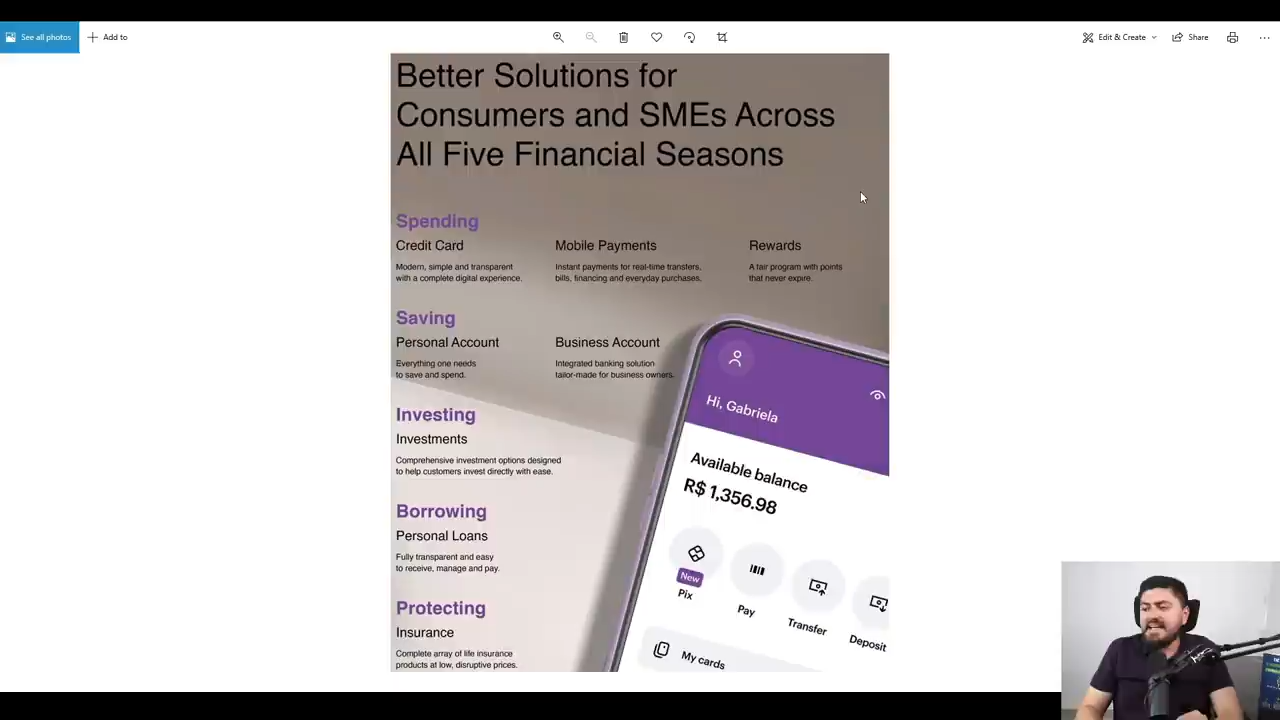 See all photos
Add to
Edit & Create
Share
Better Solutions for
Consumers and SMEs Across
All Five Financial Seasons
Spending
Credit Card
Modern, simple and transparent
with a complete digital experience.
Mobile Payments
Instant payments for real-time transfers,
bills, financing and everyday purchases.
Rewards
A fair program with points
that never expire.
Saving
Personal Account
Everything one needs
to save and spend.
Business Account
Integrated banking solution
tailor-made for business owners.
Investing
Investments
Comprehensive investment options designed
to help customers invest directly with ease.
Borrowing
Personal Loans
Fully transparent and easy
to receive, manage and pay.
Protecting
Insurance
Complete array of life insurance
products at low, disruptive prices.
Hi, Gabriela
Available balance
R$ 1,356.98
New
Pix
Pay
Transfer
Deposit
My cards